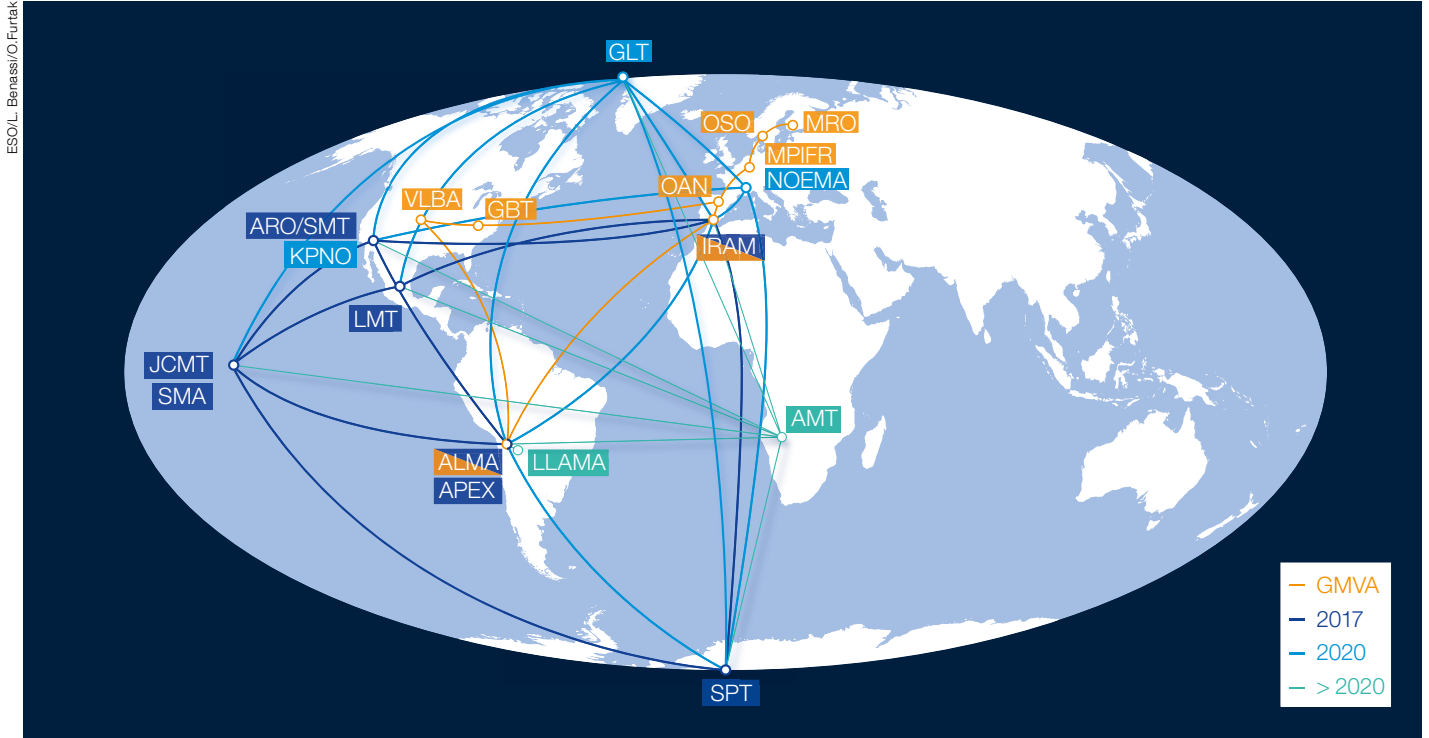 ESO/L. Benassi/O.Furtak
GLT
OSO
MRO
MPIFR
NOEMA
OAN
VLBA
GBT
ARO/SMT
KPNO
IRAM
LMT
JCMT
SMA
AMT
ALMA
LLAMA
APEX
SPT
GMVA
2017
2020
> 2020